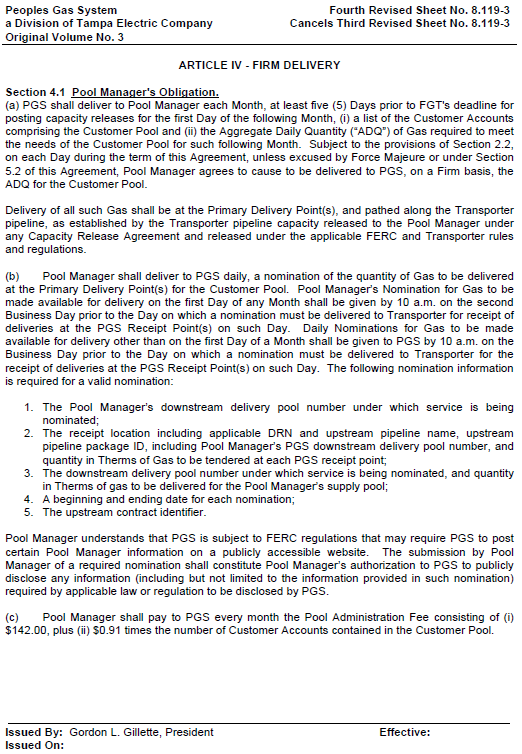 Peoples Gas System
a Division of Tampa Electric Company
Original Volume No. 3
Fourth Revised Sheet No. 8.119-3
Cancels Third Revised Sheet No. 8.119-3
ARTICLE IV - FIRM DELIVERY
Section 4.1 Pool Manager's Obligation.
(a) PGS shall deliver to Pool Manager each Month, at least five (5) Days prior to FGT's deadline for
posting capacity releases for the first Day of the following Month, (i) a list of the Customer Accounts
comprising the Customer Pool and (ii) the Aggregate Daily Quantity ("ADQ") of Gas required to meet
the needs of the Customer Pool for such following Month. Subject to the provisions of Section 2.2,
on each Day during the term of this Agreement, unless excused by Force Majeure or under Section
5.2 of this Agreement, Pool Manager agrees to cause to be delivered to PGS, on a Firm basis, the
ADQ for the Customer Pool.
Delivery of all such Gas shall be at the Primary Delivery Point(s), and pathed along the Transporter
pipeline, as established by the Transporter pipeline capacity released to the Pool Manager under
any Capacity Release Agreement and released under the applicable FERC and Transporter rules
and regulations.
(b) Pool Manager shall deliver to PGS daily, a nomination of the quantity of Gas to be delivered
at the Primary Delivery Point(s) for the Customer Pool. Pool Manager's Nomination for Gas to be
made available for delivery on the first Day of any Month shall be given by 10 a.m. on the second
Business Day prior to the Day on which a nomination must be delivered to Transporter for receipt of
deliveries at the PGS Receipt Point(s) on such Day. Daily Nominations for Gas to be made
available for delivery other than on the first Day of a Month shall be given to PGS by 10 a.m. on the
Business Day prior to the Day on which a nomination must be delivered to Transporter for the
receipt of deliveries at the PGS Receipt Point(s) on such Day. The following nomination information
is required for a valid nomination:
1. The Pool Manager's downstream delivery pool number under which service is being
nominated;
2. The receipt location including applicable DRN and upstream pipeline name, upstream
pipeline package ID, including Pool Manager's PGS downstream delivery pool number, and
quantity in Therms of Gas to be tendered at each PGS receipt point;
3. The downstream delivery pool number under which service is being nominated, and quantity
in Therms of gas to be delivered for the Pool Manager's supply pool;
4. A beginning and ending date for each nomination;
5. The upstream contract identifier.
Pool Manager understands that PGS is subject to FERC regulations that may require PGS to post
certain Pool Manager information on a publicly accessible website. The submission by Pool
Manager of a required nomination shall constitute Pool Manager's authorization to PGS to publicly
disclose any information (including but not limited to the information provided in such nomination)
required by applicable law or regulation to be disclosed by PGS.
(c) Pool Manager shall pay to PGS every month the Pool Administration Fee consisting of (i)
$142.00, plus (ii) $0.91 times the number of Customer Accounts contained in the Customer Pool.
Issued By: Gordon L. Gillette, President
Issued On:
Effective: